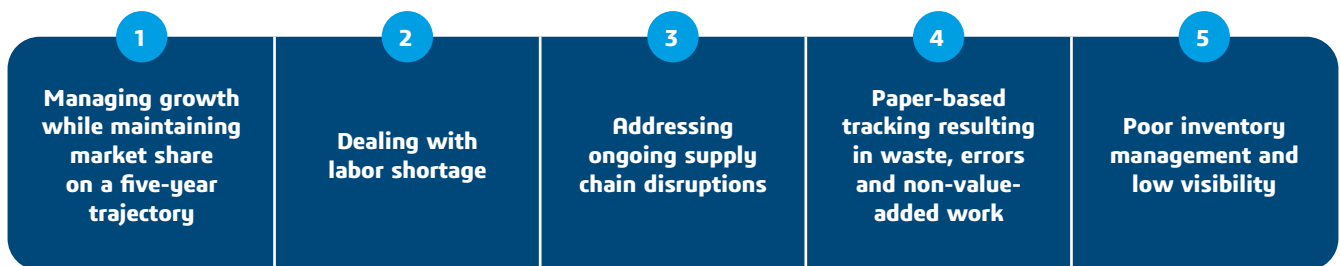 1
Managing growth
while maintaining
market share
on a five-year
trajectory
2
Dealing with
labor shortage
3
Addressing
ongoing supply
chain disruptions
4
Paper-based
tracking resulting
in waste, errors
and non-value-
added work
5
Poor inventory
management and
low visibility